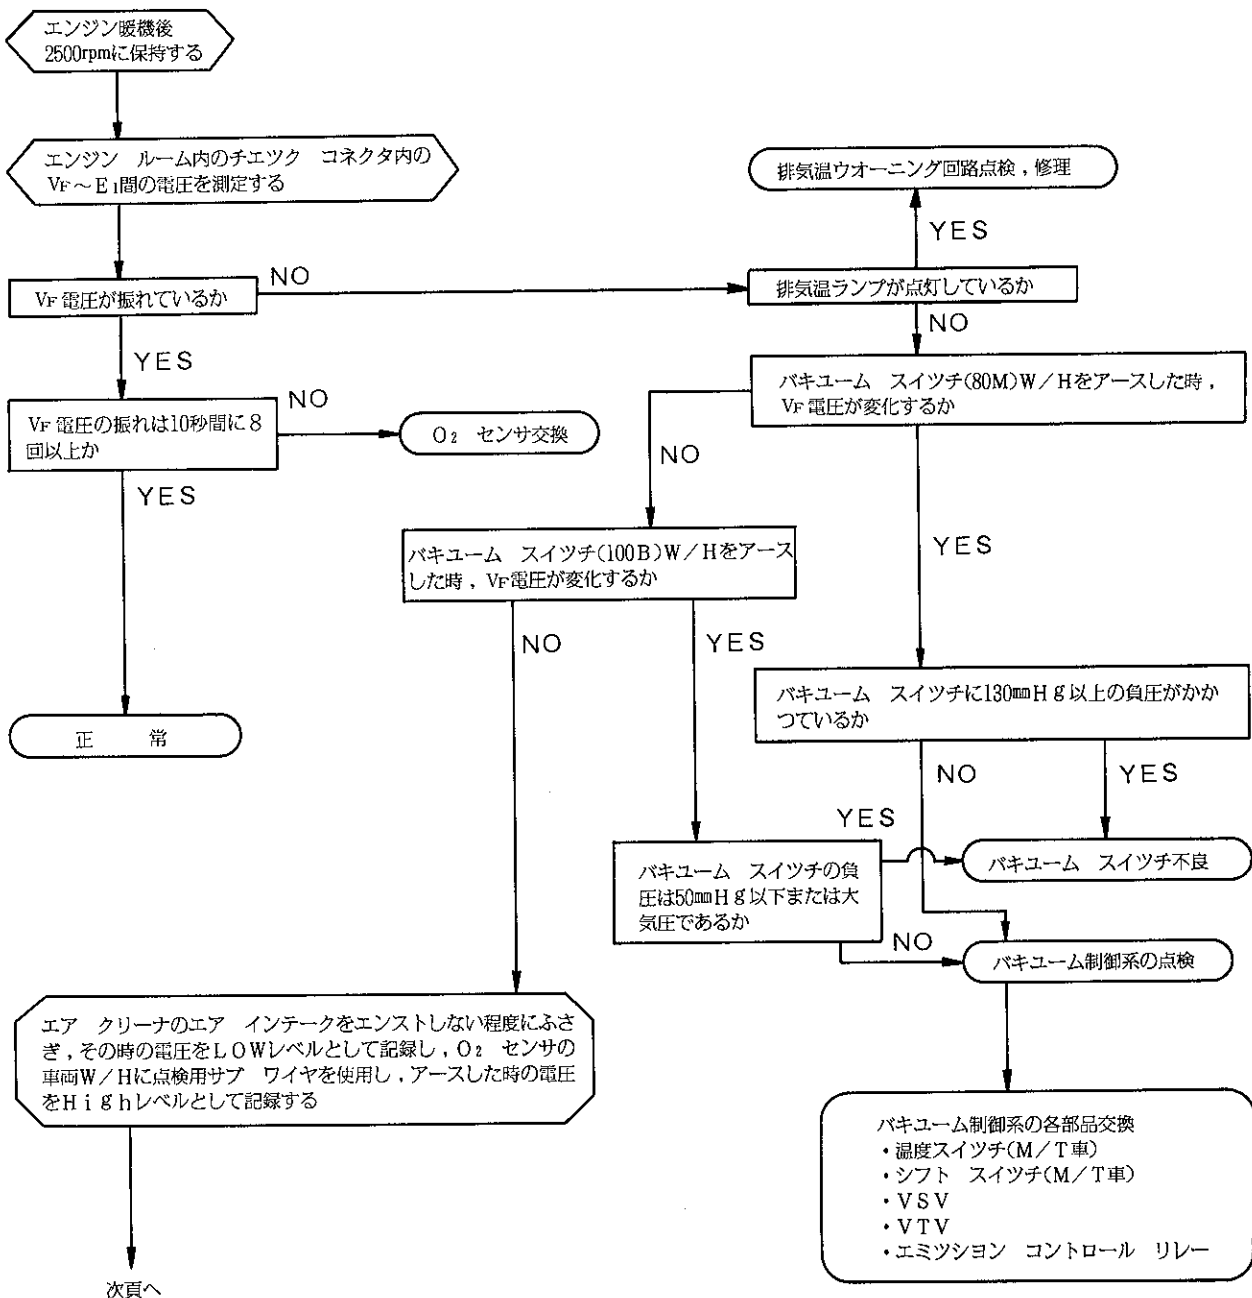 エンジン暖機後
2500rpmに保持する
エンジン ルーム内のチエツク コネクタ内の
VF～E1間の電圧を測定する
排気温ウオーニング回路点検，修理
YES
NO
VF 電圧が振れているか
排気温ランプが点灯しているか
NO
YES
バキユーム スイツチ(80M)W／Hをアースした時，
VF 電圧が変化するか
NO
VF 電圧の振れは10秒間に8
回以上か
O2 センサ交換
NO
YES
バキユーム スイツチ(100B)W／Hをアース
した時，VF電圧が変化するか
YES
NO
YES
バキユーム スイツチに130mmHg以上の負圧がかか
つているか
正 常
NO
YES
YES
バキユーム スイツチの負
圧は50mmHg以下または大
気圧であるか
バキユーム スイツチ不良
NO
バキユーム制御系の点検
エア クリーナのエア インテークをエンストしない程度にふさ
ぎ，その時の電圧をLOWレベルとして記録し，O2 センサの
車両W／Hに点検用サブ ワイヤを使用し，アースした時の電圧
をHighレベルとして記録する
バキユーム制御系の各部品交換
・温度スイツチ(M／T車)
・シフト スイツチ(M／T車)
・VSV
・VTV
・エミツシヨン コントロール リレー
次頁へ